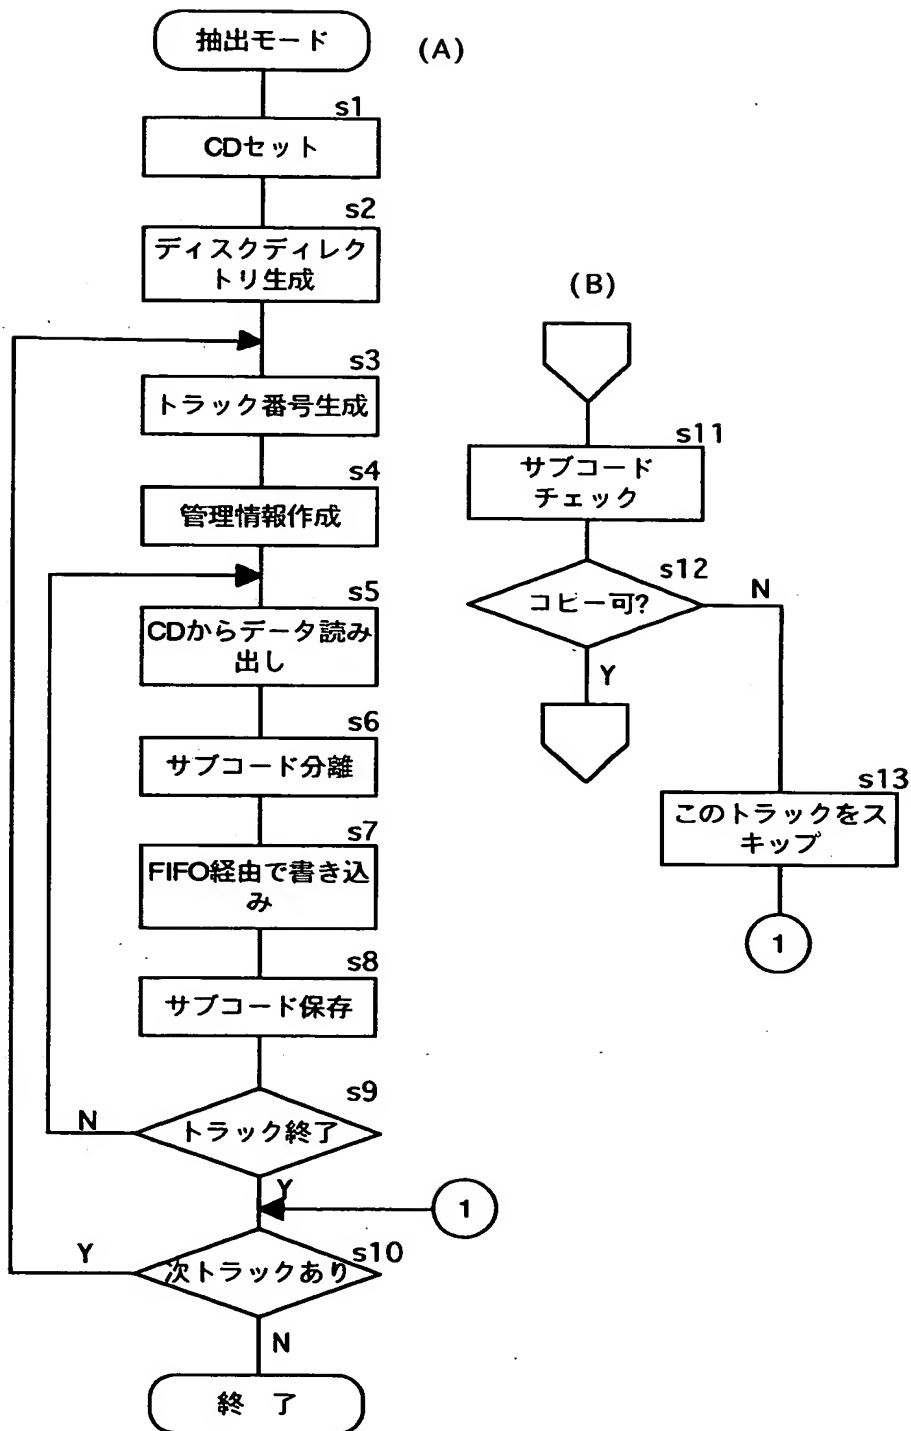 抽出モード
(A)
s1
CDセット
s2
ディスクディレク
トリ生成
s3
トラック番号生成
s4
管理情報作成
s5
CDからデータ読み
出し
s6
サブコード分離
s7
FIFO経由で書き込
み
s8
サブコード保存
s9
トラック終了
N
Y
1
s10
次トラックあり
Y
N
終 了
(B)
s11
サブコード
チェック
s12
コピー可?
N
Y
s13
このトラックをス
キップ
1